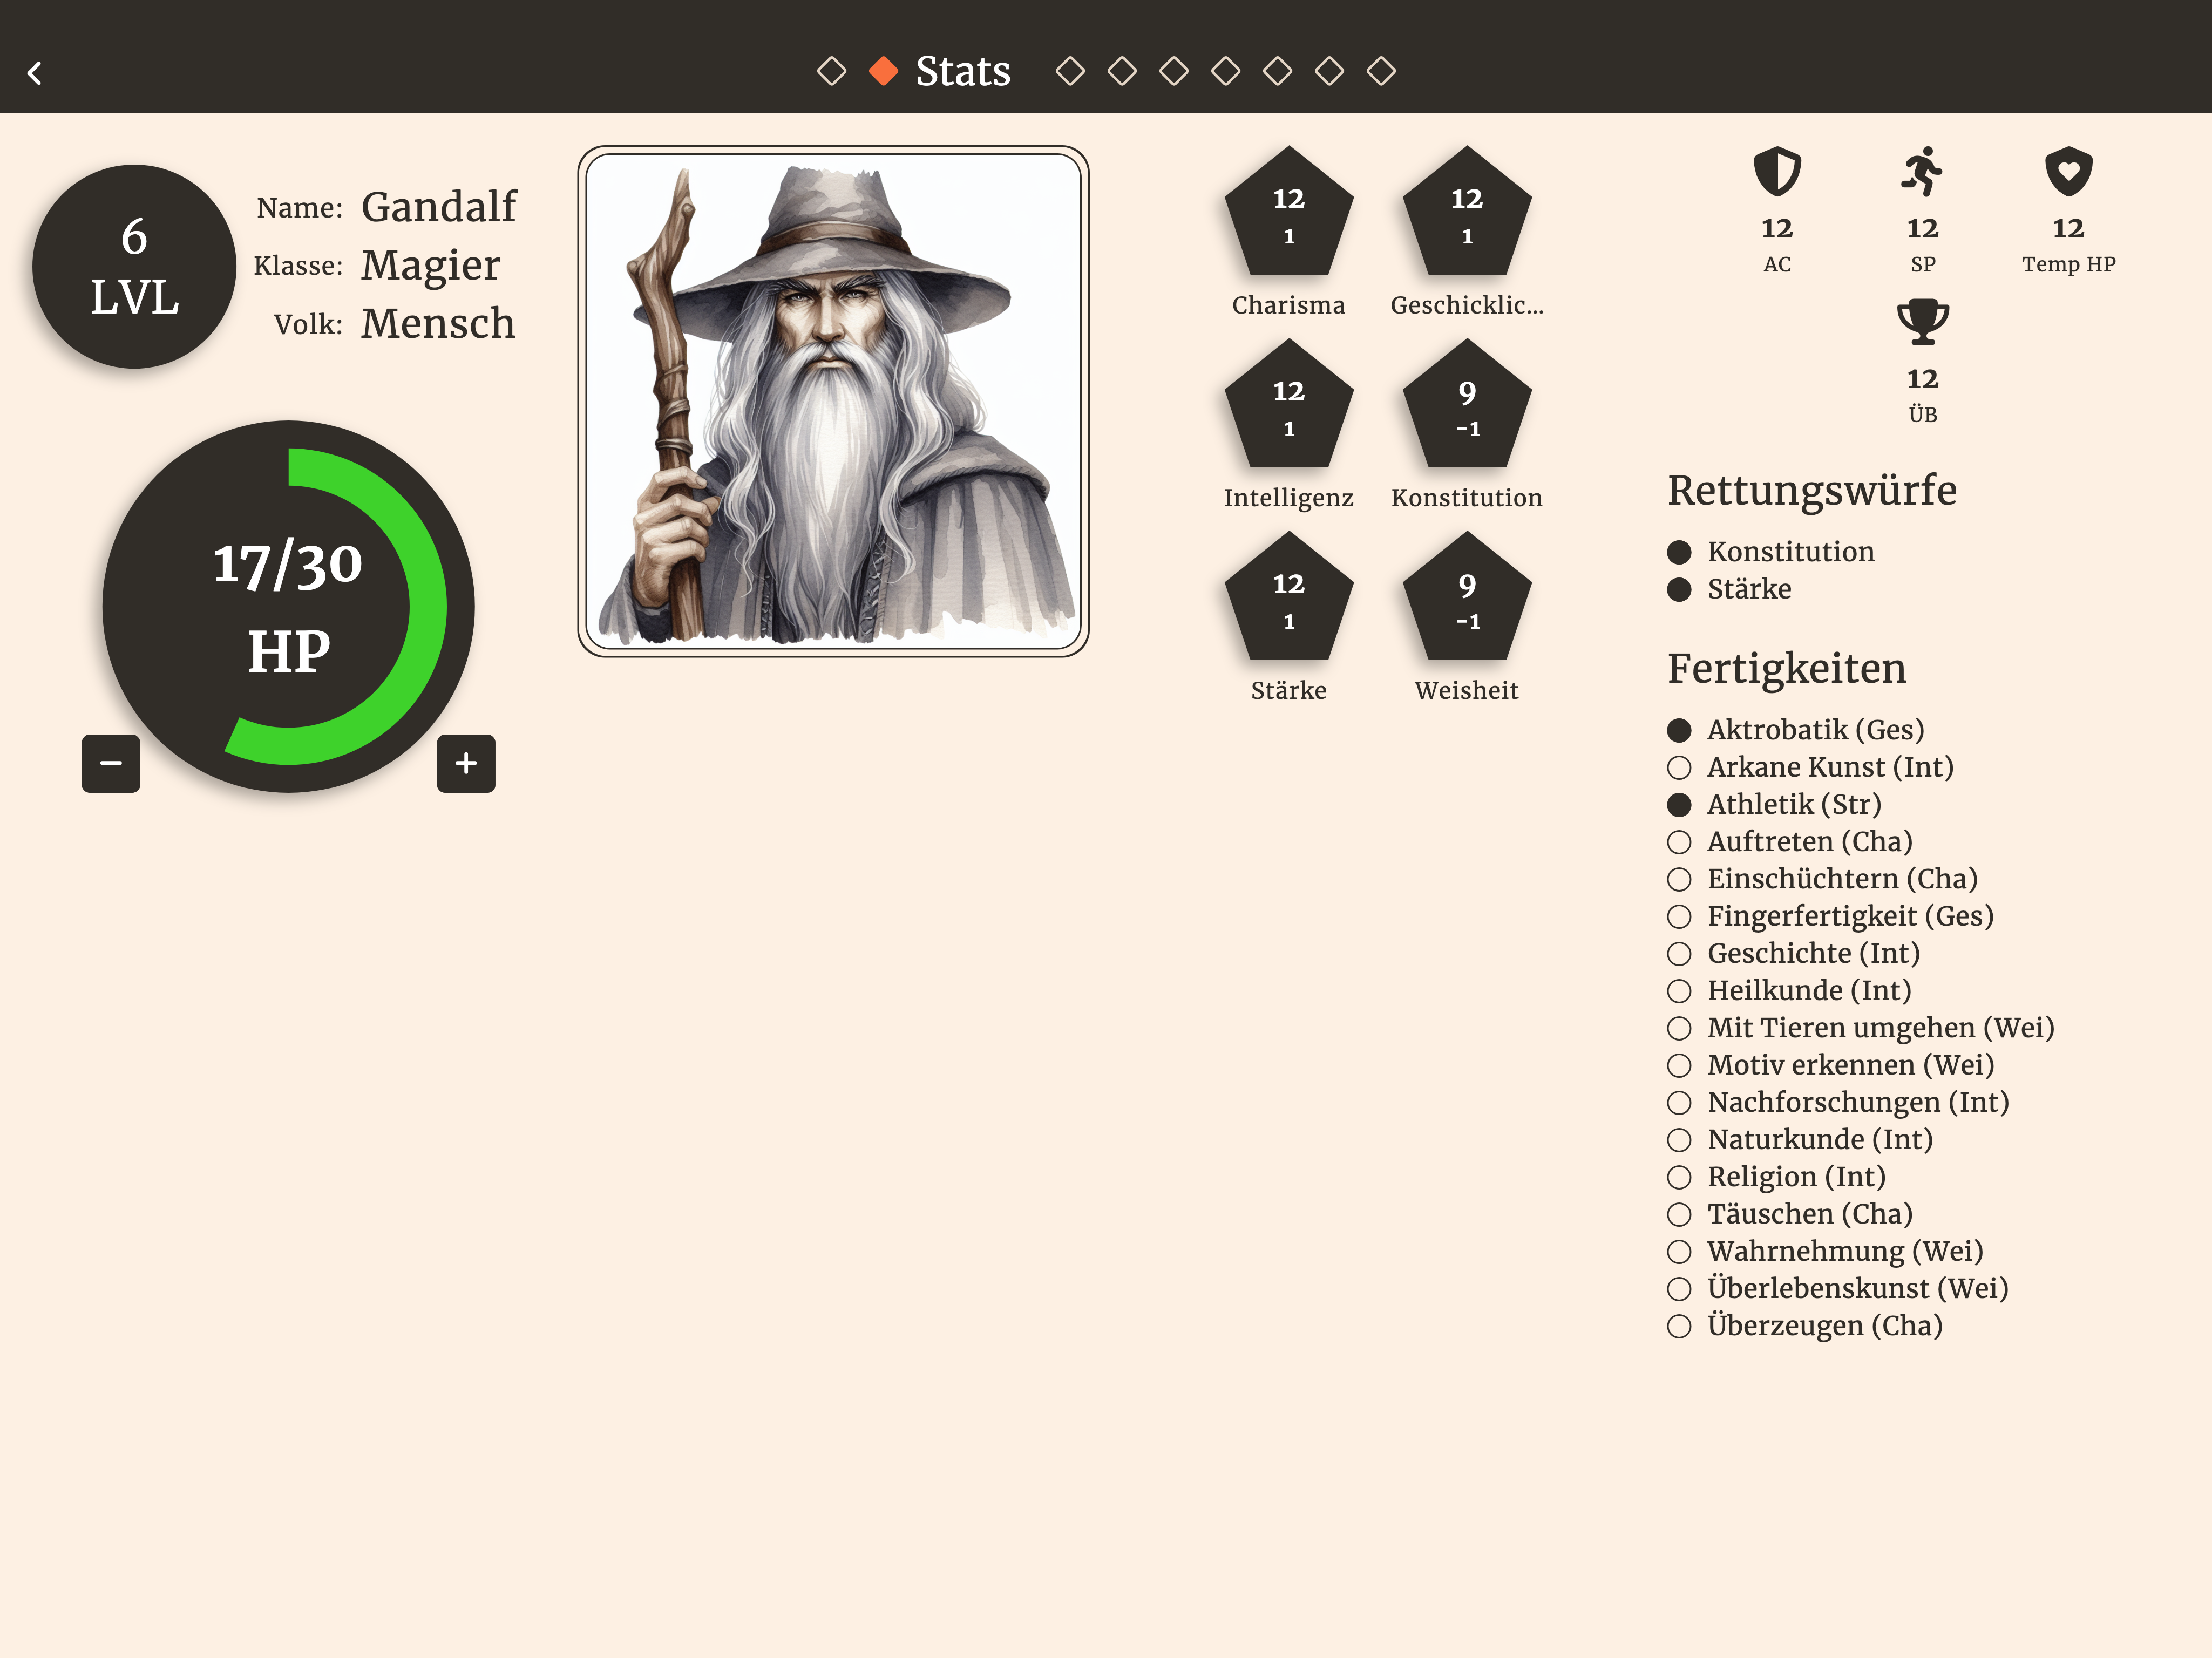 Stats
6
LVL
Name: Gandalf
Klasse: Magier
Volk: Mensch
17/30
HP
−
+
12
1
Charisma
12
1
Geschicklic...
12
1
Intelligenz
9
-1
Konstitution
12
1
Stärke
9
-1
Weisheit
12
AC
12
SP
12
Temp HP
12
ÜB
Rettungswürfe
Konstitution
Stärke
Fertigkeiten
Aktrobatik (Ges)
Arkane Kunst (Int)
Athletik (Str)
Auftreten (Cha)
Einschüchtern (Cha)
Fingerfertigkeit (Ges)
Geschichte (Int)
Heilkunde (Int)
Mit Tieren umgehen (Wei)
Motiv erkennen (Wei)
Nachforschungen (Int)
Naturkunde (Int)
Religion (Int)
Täuschen (Cha)
Wahrnehmung (Wei)
Überlebenskunst (Wei)
Überzeugen (Cha)